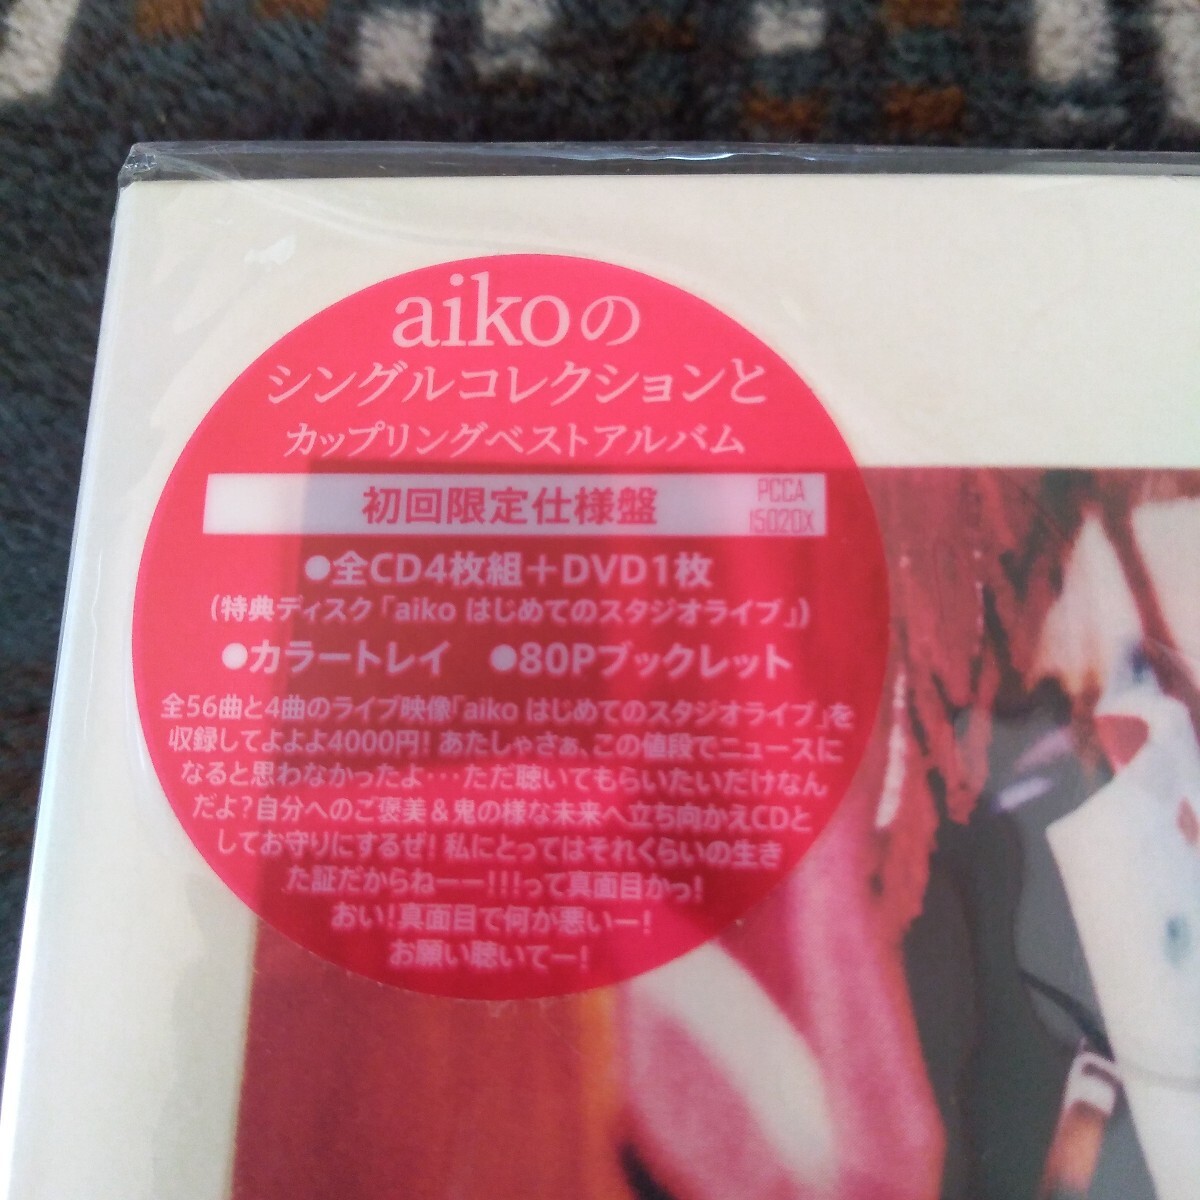 aikoの
シングルコレクションと
カップリングベストアルバム
初回限定仕様盤 PCCA 15020X
●全CD4枚組＋DVD1枚
(特典ディスク「aiko はじめてのスタジオライブ」)
●カラートレイ ●80Pブックレット
全56曲と4曲のライブ映像「aiko はじめてのスタジオライブ」を
収録してよよよ4000円！あたしゃさぁ、この値段でニュースに
なると思わなかったよ･･･ただ聴いてもらいたいだけなん
だよ？自分へのご褒美＆鬼の様な未来へ立ち向かえCDと
してお守りにするぜ！私にとってはそれくらいの生き
た証だからねーー！！！って真面目かっ！
おい！真面目で何が悪いー！
お願い聴いてー！